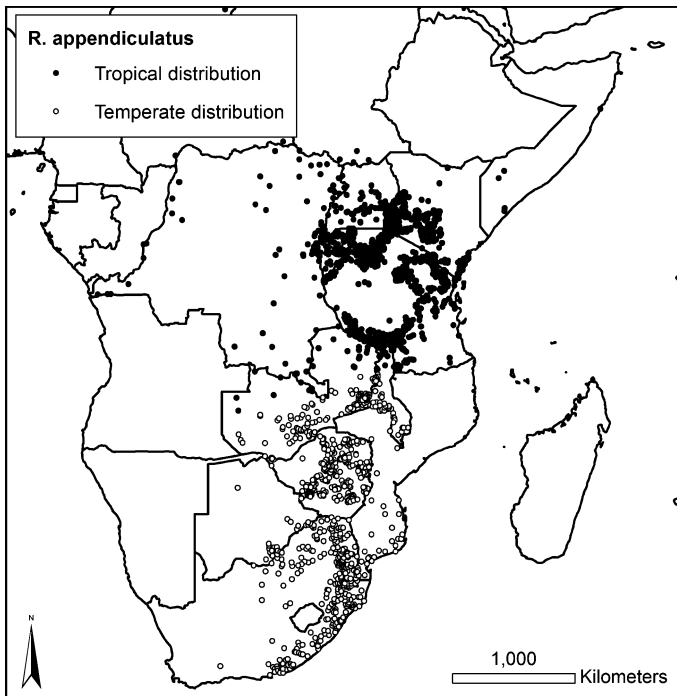 R. appendiculatus
Tropical distribution
Temperate distribution
N
1,000
Kilometers